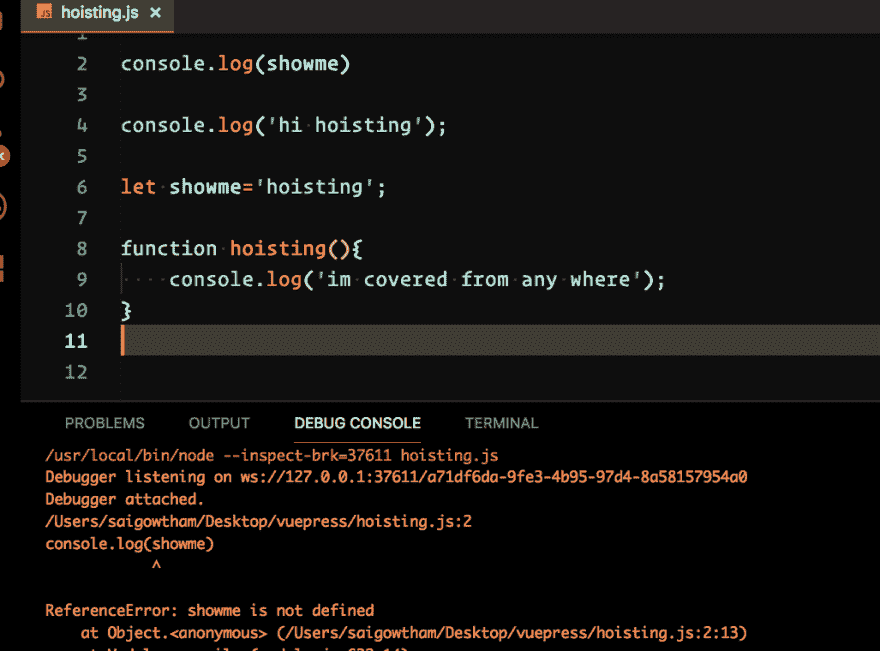 hoisting.js ×
1
2 console.log(showme)
3
4 console.log('hi hoisting');
5
6 let showme='hoisting';
7
8 function hoisting(){
9 ····console.log('im covered from any where');
10 }
11
12
PROBLEMS OUTPUT DEBUG CONSOLE TERMINAL
/usr/local/bin/node --inspect-brk=37611 hoisting.js
Debugger listening on ws://127.0.0.1:37611/a71df6da-9fe3-4b95-97d4-8a58157954a0
Debugger attached.
/Users/saigowtham/Desktop/vuepress/hoisting.js:2
console.log(showme)
^
ReferenceError: showme is not defined
at Object.<anonymous> (/Users/saigowtham/Desktop/vuepress/hoisting.js:2:13)